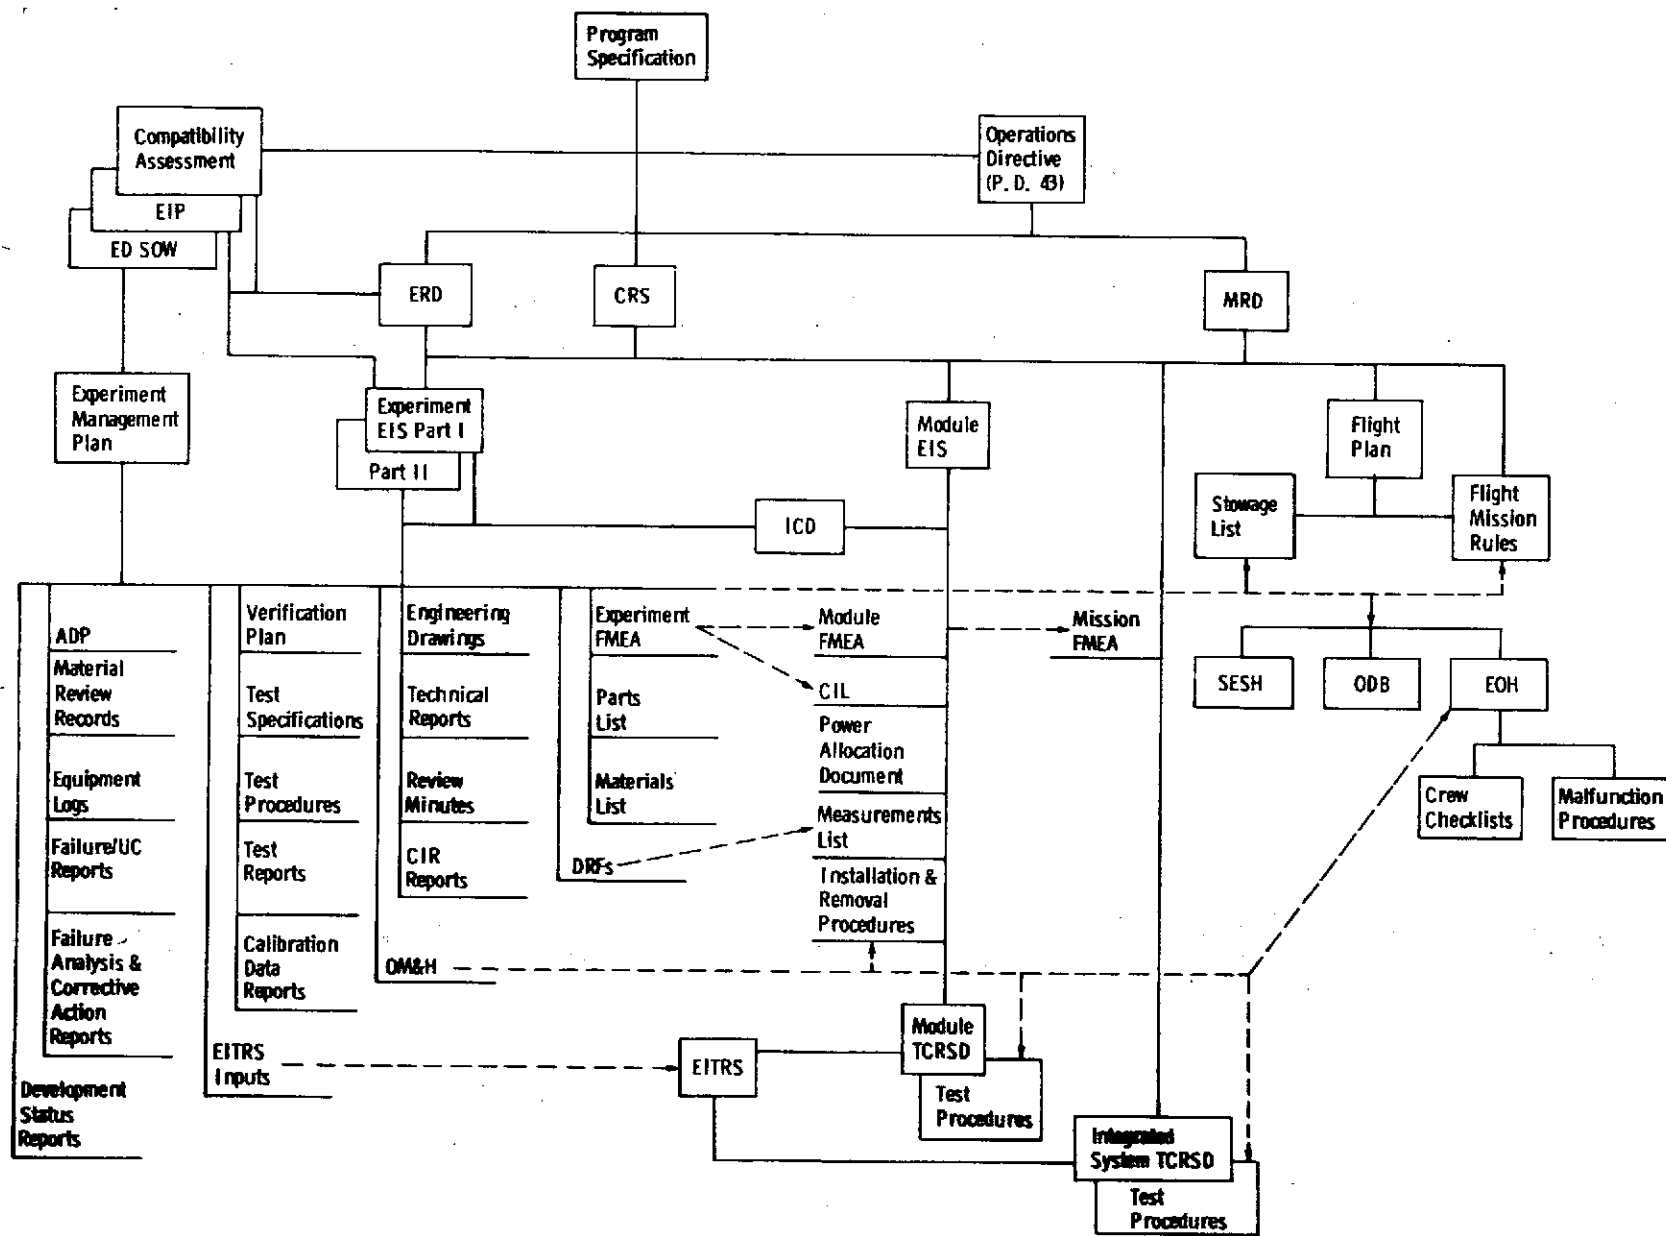 Program
Specification
Compatibility
Assessment
EIP
ED SOW
Operations
Directive
(P. D. 43)
ERD
CRS
MRD
Experiment
Management
Plan
Experiment
EIS Part I
Part II
Module
EIS
Flight
Plan
ICD
Stowage
List
Flight
Mission
Rules
ADP
Material
Review
Records
Equipment
Logs
Failure/UC
Reports
Failure
Analysis &
Corrective
Action
Reports
Development
Status
Reports
Verification
Plan
Test
Specifications
Test
Procedures
Test
Reports
Calibration
Data
Reports
EITRS
Inputs
Engineering
Drawings
Technical
Reports
Review
Minutes
CIR
Reports
OM&H
Experiment
FMEA
Parts
List
Materials
List
DRFs
Module
FMEA
CIL
Power
Allocation
Document
Measurements
List
Installation &
Removal
Procedures
Mission
FMEA
SESH
ODB
EOH
Crew
Checklists
Malfunction
Procedures
EITRS
Module
TCRSD
Test
Procedures
Integrated
System TCRSD
Test
Procedures